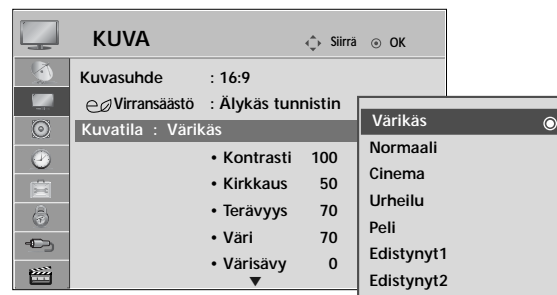 KUVA
Siirrä OK
Kuvasuhde : 16:9
Virransäästö : Älykäs tunnistin
Kuvatila : Värikäs
• Kontrasti 100
• Kirkkaus 50
• Terävyys 70
• Väri 70
• Värisävy 0
Värikäs
Normaali
Cinema
Urheilu
Peli
Edistynyt1
Edistynyt2